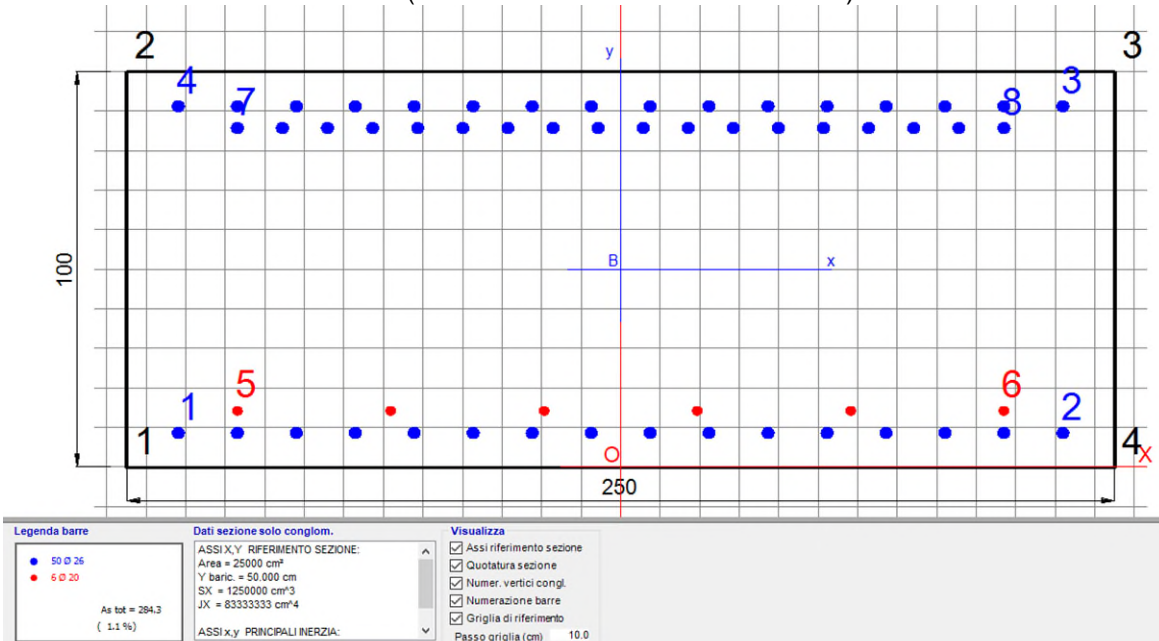 2
3
y
4
7
8
3
100
B
x
5
6
1
2
1
O
4
X
250
Legenda barre
50 Ø 26
6 Ø 20
As tot = 284.3
( 1.1 %)
Dati sezione solo conglom.
ASSI X,Y RIFERIMENTO SEZIONE:
Area = 25000 cm²
Y baric. = 50.000 cm
SX = 1250000 cm^3
JX = 83333333 cm^4
ASSI x,y PRINCIPALI INERZIA:
Visualizza
Assi riferimento sezione
Quotatura sezione
Numer. vertici congl.
Numerazione barre
Griglia di riferimento
Passo griglia (cm) 10.0